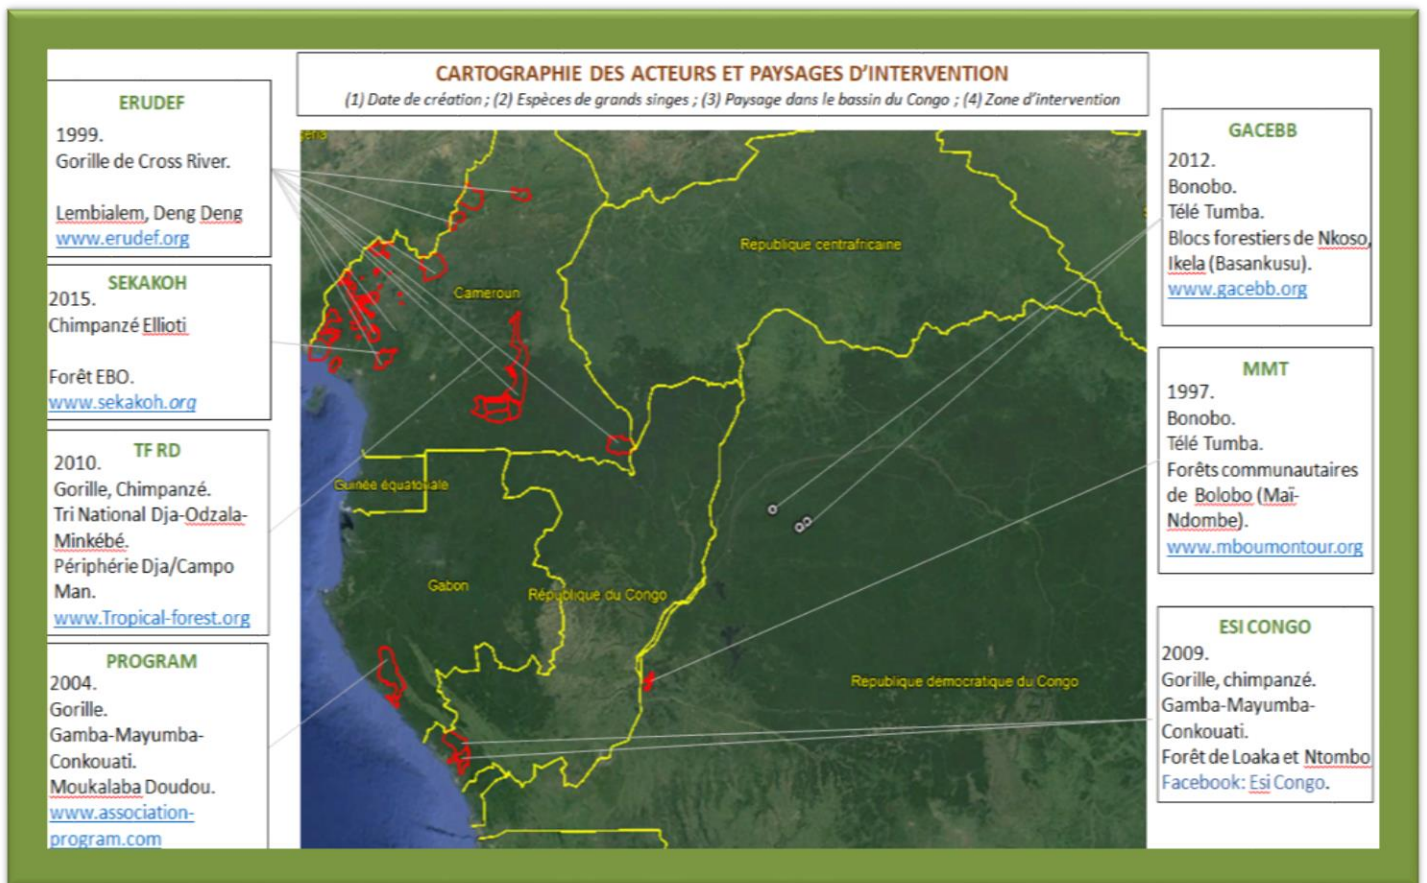 CARTOGRAPHIE DES ACTEURS ET PAYSAGES D'INTERVENTION
(1) Date de création ; (2) Espèces de grands singes ; (3) Paysage dans le bassin du Congo ; (4) Zone d'intervention
ERUDEF
1999.
Gorille de Cross River.
Lembialem, Deng Deng
www.erudef.org
SEKAKOH
2015.
Chimpanzé Ellioti
Forêt EBO.
www.sekakoh.org
TF RD
2010.
Gorille, Chimpanzé.
Tri National Dja-Odzala-
Minkébé.
Périphérie Dja/Campo
Man.
www.Tropical-forest.org
PROGRAM
2004.
Gorille.
Gamba-Mayumba-
Conkouati.
Moukalaba Doudou.
www.association-
program.com
République centrafricaine
Cameroun
Guinée équatoriale
Gabon
République du Congo
République démocratique du Congo
GACEBB
2012.
Bonobo.
Télé Tumba.
Blocs forestiers de Nkoso,
Ikela (Basankusu).
www.gacebb.org
MMT
1997.
Bonobo.
Télé Tumba.
Forêts communautaires
de Bolobo (Maï-
Ndombe).
www.mboumontour.org
ESI CONGO
2009.
Gorille, chimpanzé.
Gamba-Mayumba-
Conkouati.
Forêt de Loaka et Ntombo
Facebook: Esi Congo.